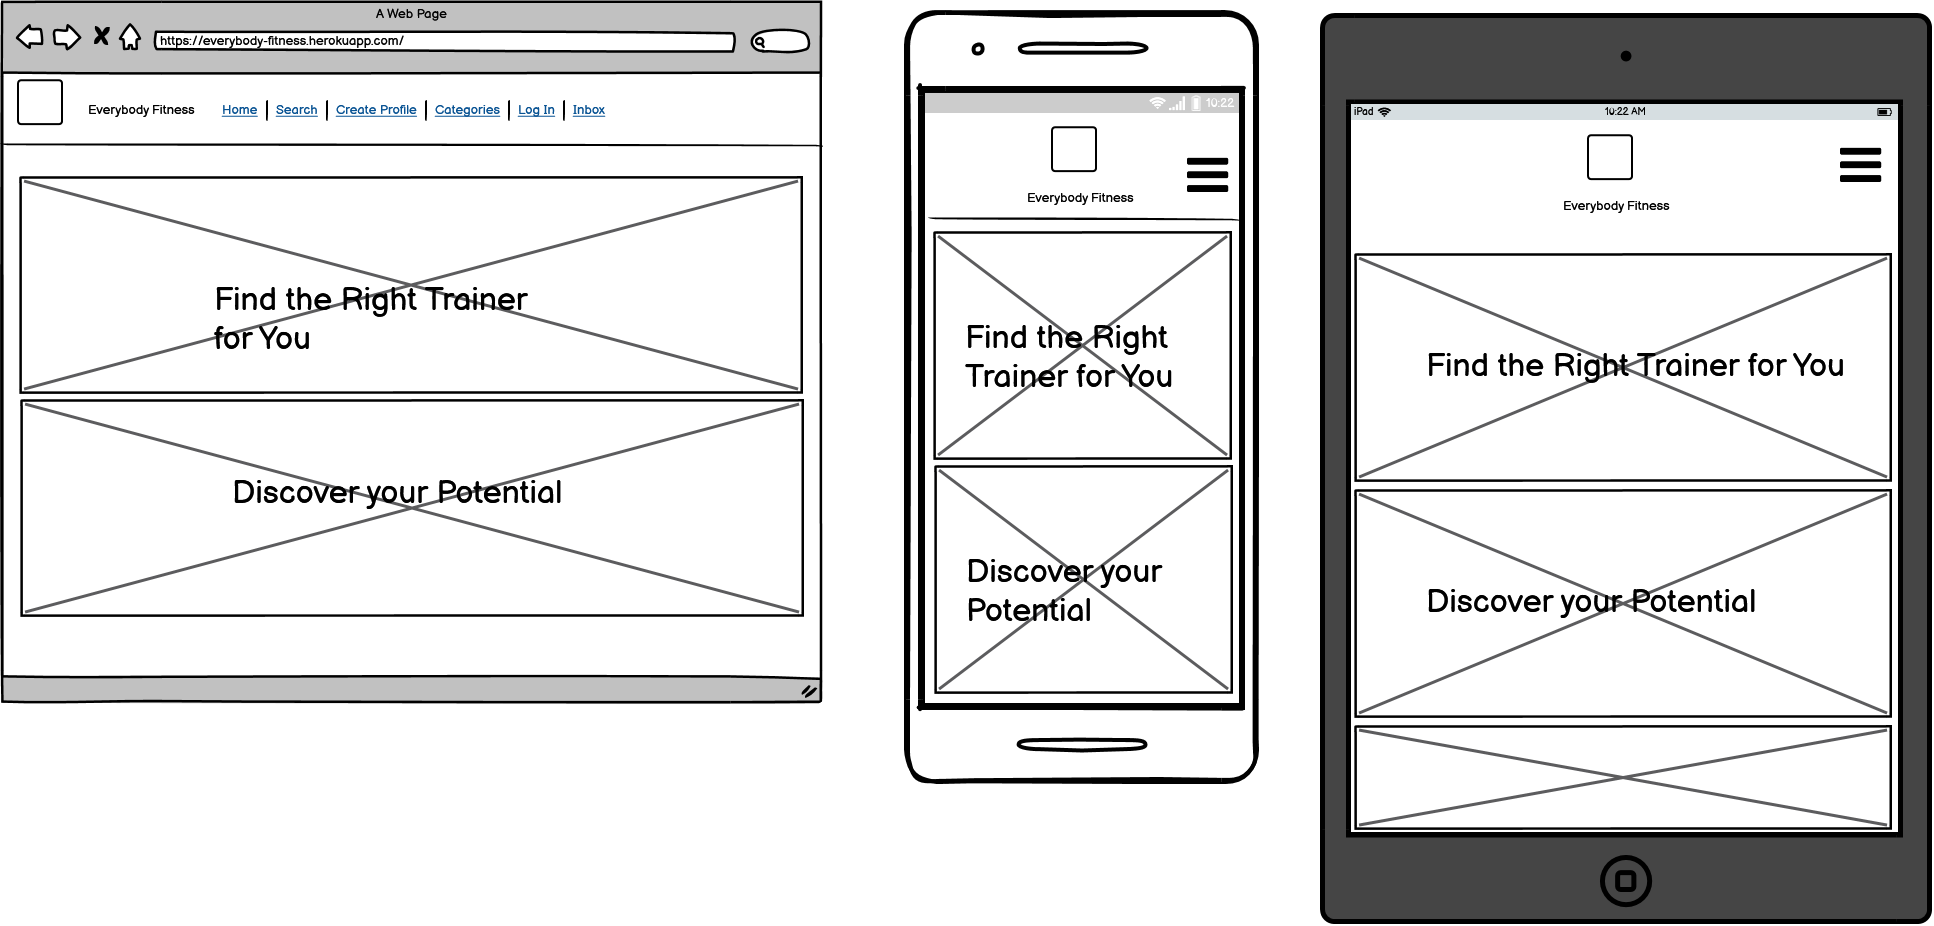 A Web Page
https://everybody-fitness.herokuapp.com/
Everybody Fitness Home Search Create Profile Categories Log In Inbox
Find the Right Trainer
for You
Discover your Potential
10:22
Everybody Fitness
Find the Right
Trainer for You
Discover your
Potential
iPad 10:22 AM
Everybody Fitness
Find the Right Trainer for You
Discover your Potential